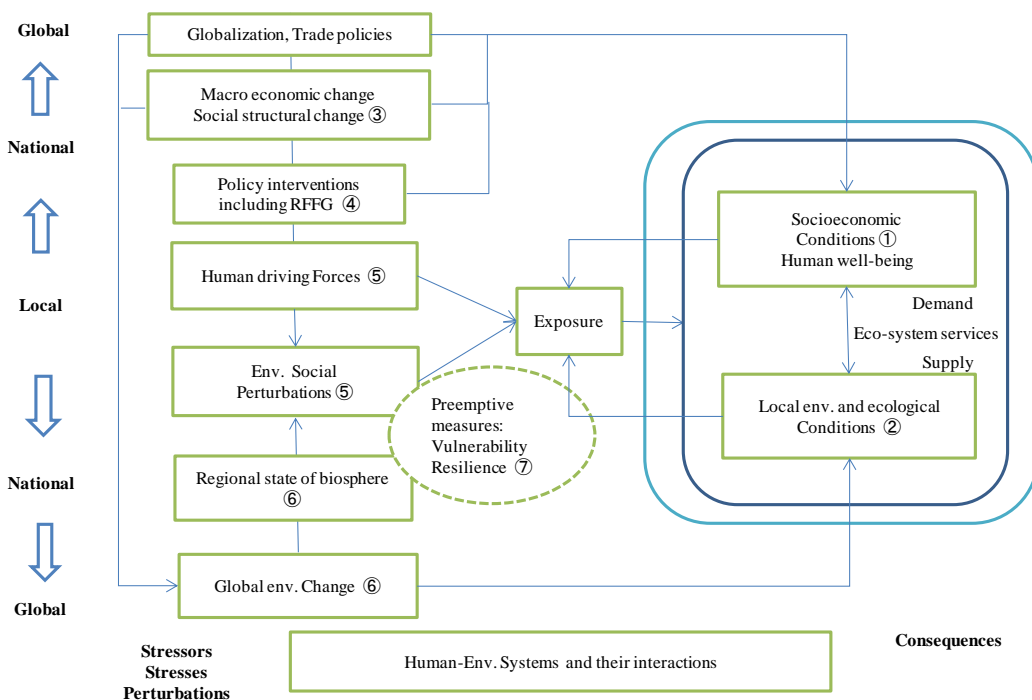 Global
Globalization, Trade policies
Macro economic change
Social structural change ③
National
Policy interventions
including RFFG ④
Socioeconomic
Conditions ①
Human well-being
Human driving Forces ⑤
Local
Exposure
Demand
Eco-system services
Supply
Env. Social
Perturbations ⑤
Preemptive
measures:
Vulnerability
Resilience ⑦
Local env. and ecological
Conditions ②
National
Regional state of biosphere
⑥
Global env. Change ⑥
Global
Stressors
Stresses
Perturbations
Human-Env. Systems and their interactions
Consequences